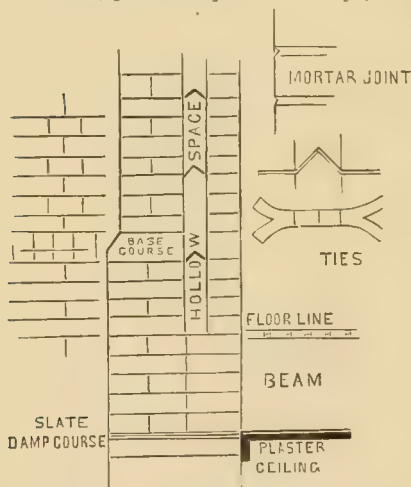 MORTAR JOINT
HOLLOW SPACE
BASE
COURSE
TIES
FLOOR LINE
BEAM
SLATE
DAMP COURSE
PLASTER
CEILING